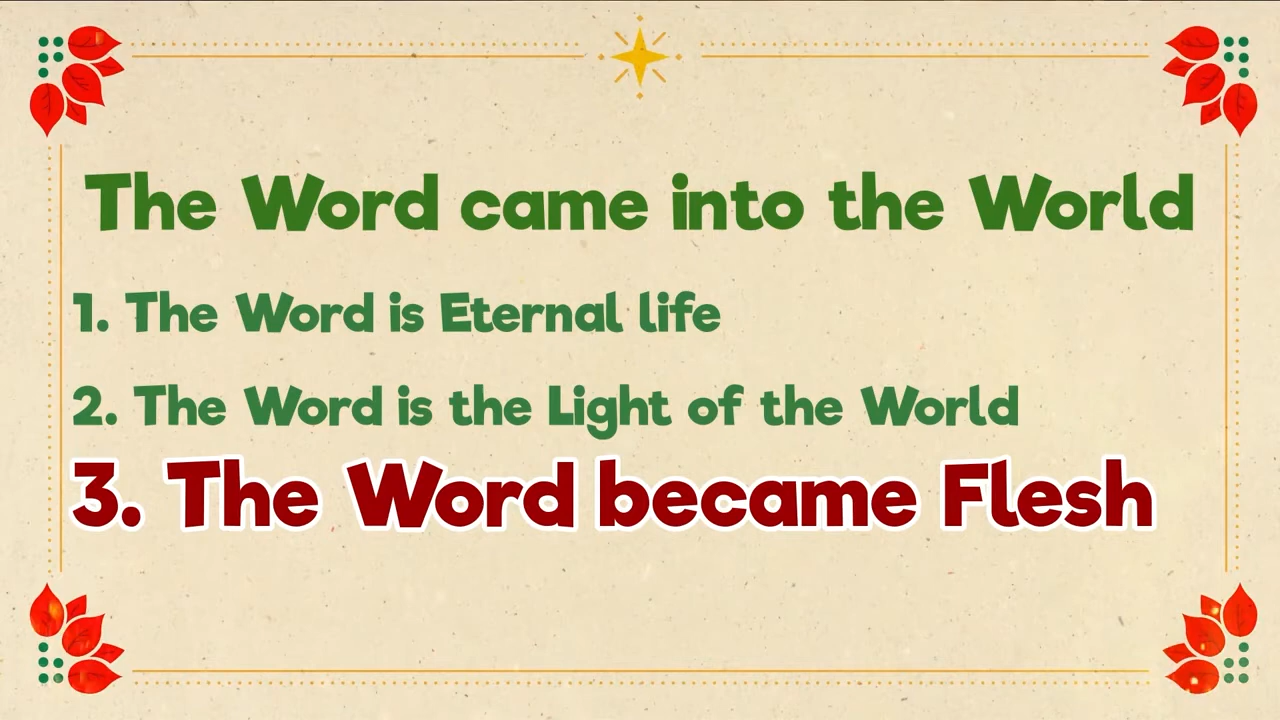 The Word came into the World
1. The Word is Eternal life
2. The Word is the Light of the World
3. The Word became Flesh